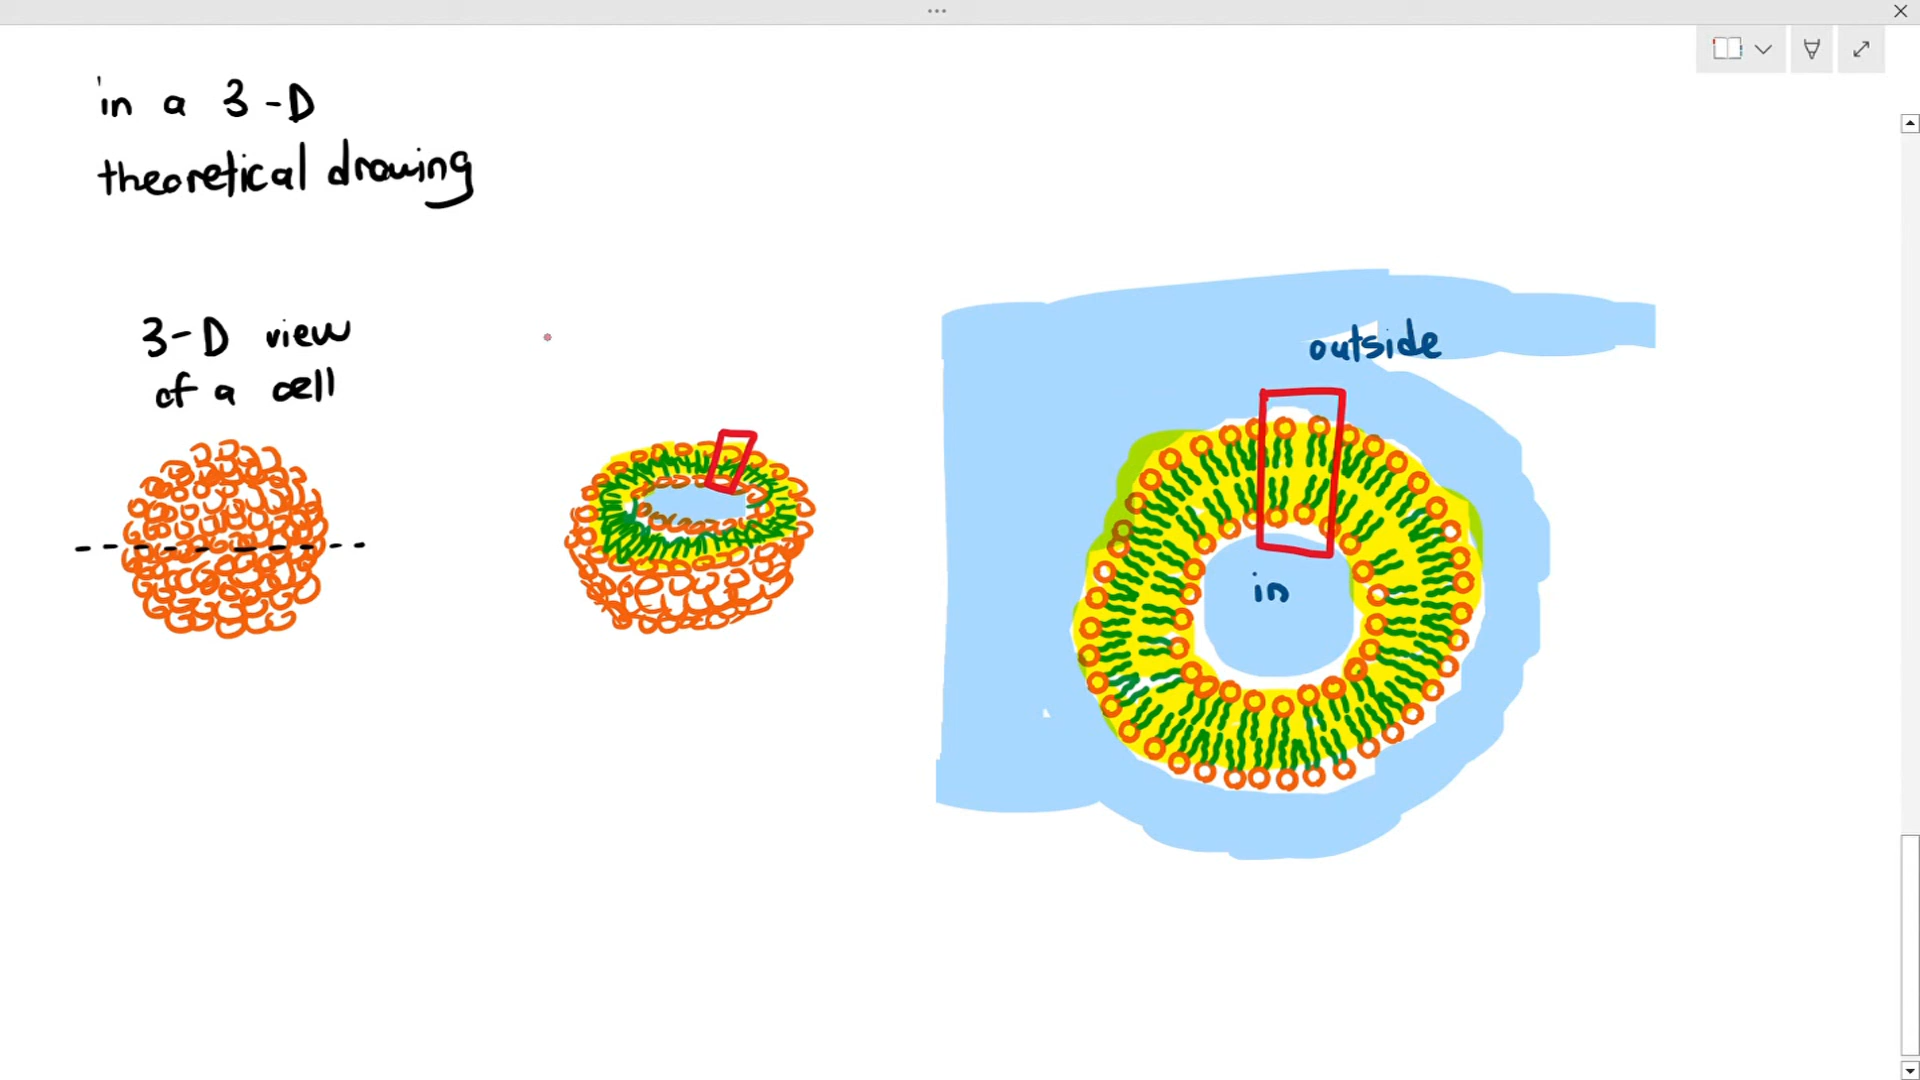 in a 3-D
theoretical drawing
3-D view
of a cell
outside
in